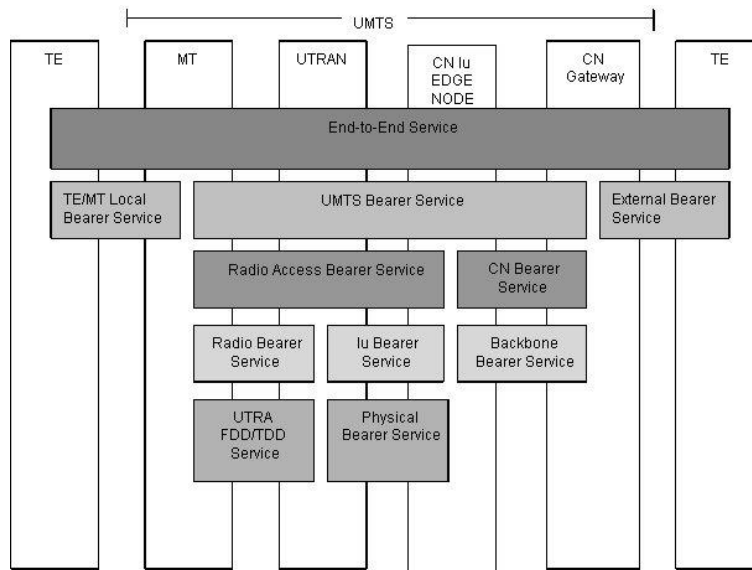 UMTS
TE
MT
UTRAN
CN Iu
EDGE
NODE
CN
Gateway
TE
End-to-End Service
TE/MT Local
Bearer Service
UMTS Bearer Service
External Bearer
Service
Radio Access Bearer Service
CN Bearer
Service
Radio Bearer
Service
Iu Bearer
Service
Backbone
Bearer Service
UTRA
FDD/TDD
Service
Physical
Bearer Service